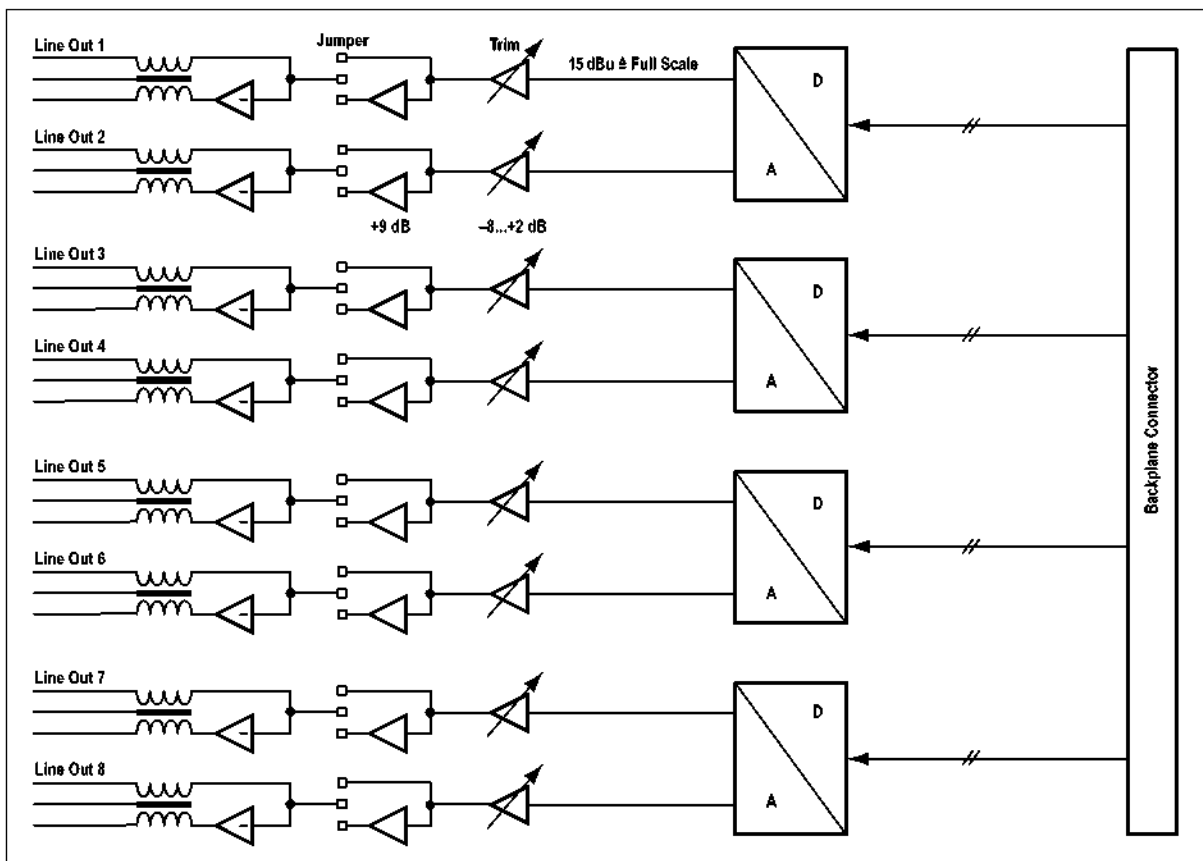 Line Out 1
Jumper
Trim
15 dBu ≙ Full Scale
D
A
Line Out 2
+9 dB
–8...+2 dB
Line Out 3
D
A
Line Out 4
Line Out 5
D
A
Line Out 6
Line Out 7
D
A
Line Out 8
Backplane Connector